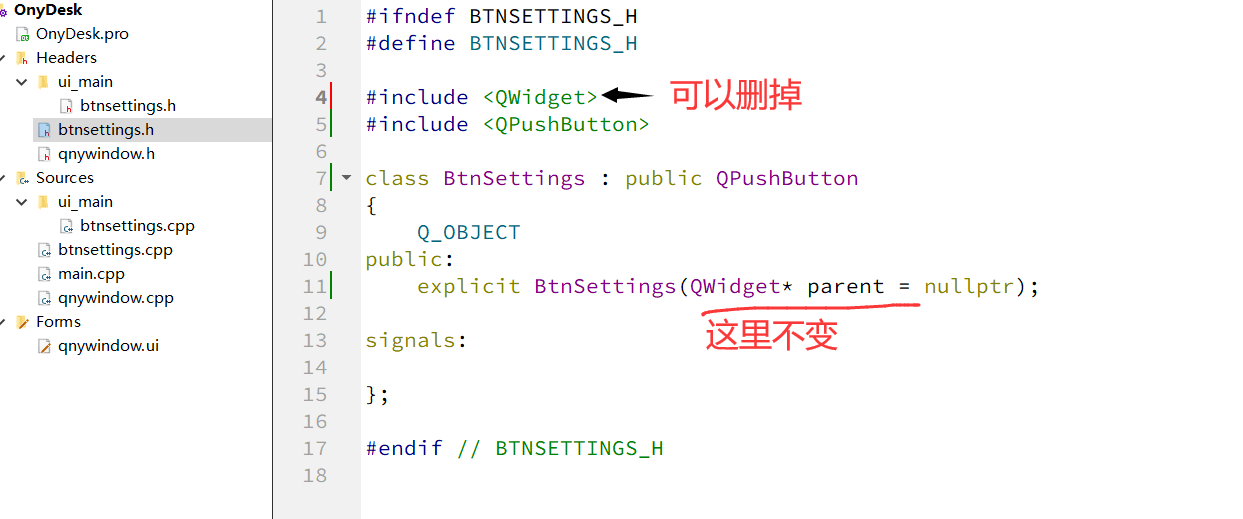 OnyDesk
OnyDesk.pro
Headers
ui_main
btnsettings.h
btnsettings.h
qnywindow.h
Sources
ui_main
btnsettings.cpp
btnsettings.cpp
main.cpp
qnywindow.cpp
Forms
qnywindow.ui
1 #ifndef BTNSETTINGS_H
2 #define BTNSETTINGS_H
3
4 #include <QWidget> 可以删掉
5 #include <QPushButton>
6
7 class BtnSettings : public QPushButton
8 {
9 Q_OBJECT
10 public:
11 explicit BtnSettings(QWidget* parent = nullptr);
12
这里不变
13 signals:
14
15 };
16
17 #endif // BTNSETTINGS_H
18